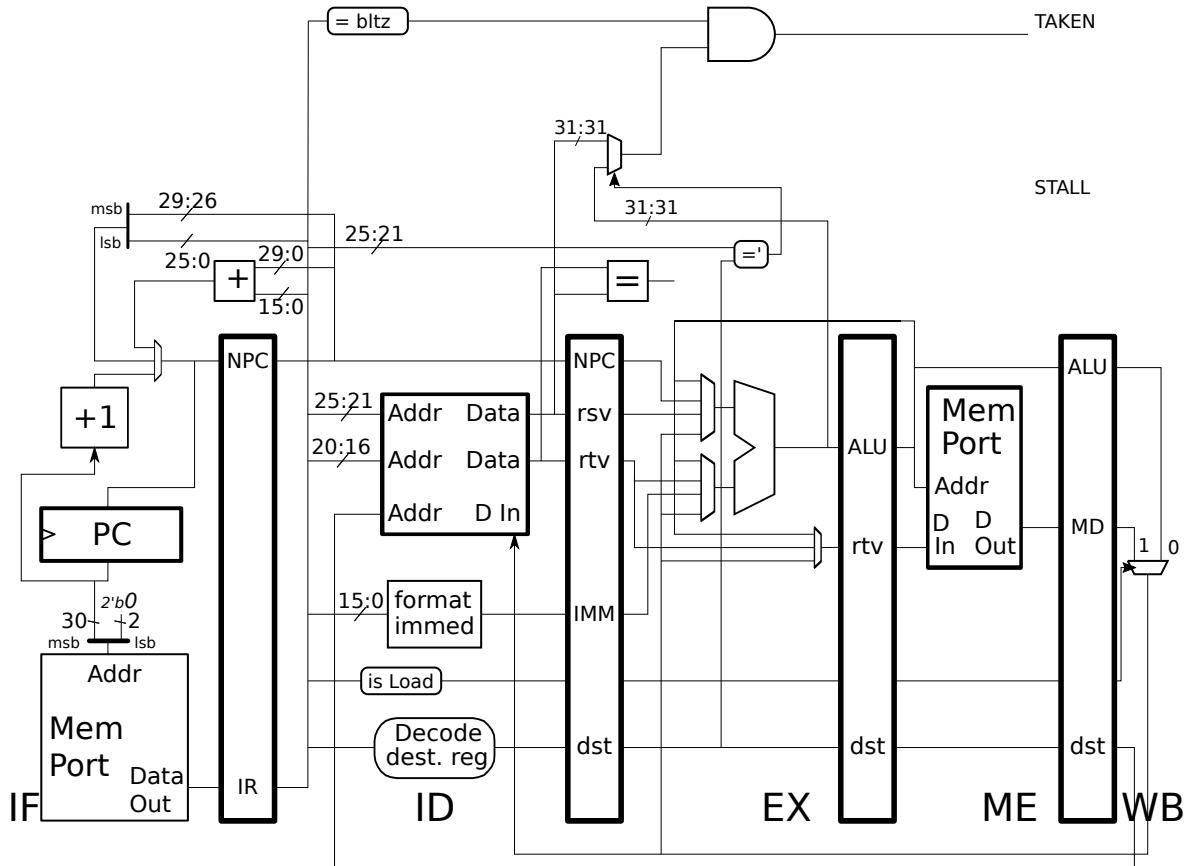 = bltz
TAKEN
31:31
STALL
msb
29:26
31:31
lsb
25:21
25:0
29:0
='
+
=
15:0
NPC
NPC
ALU
ALU
+1
25:21
Addr
Data
rsv
Mem
Port
20:16
Addr
Data
rtv
ALU
Addr
Addr
D In
PC
D
In
D
Out
MD
rtv
1
0
2'b0
30
2
msb
lsb
15:0
format
immed
IMM
Addr
is Load
Mem
Port
Decode
dest. reg
dst
dst
dst
Data
Out
IR
IF
ID
EX
ME
WB